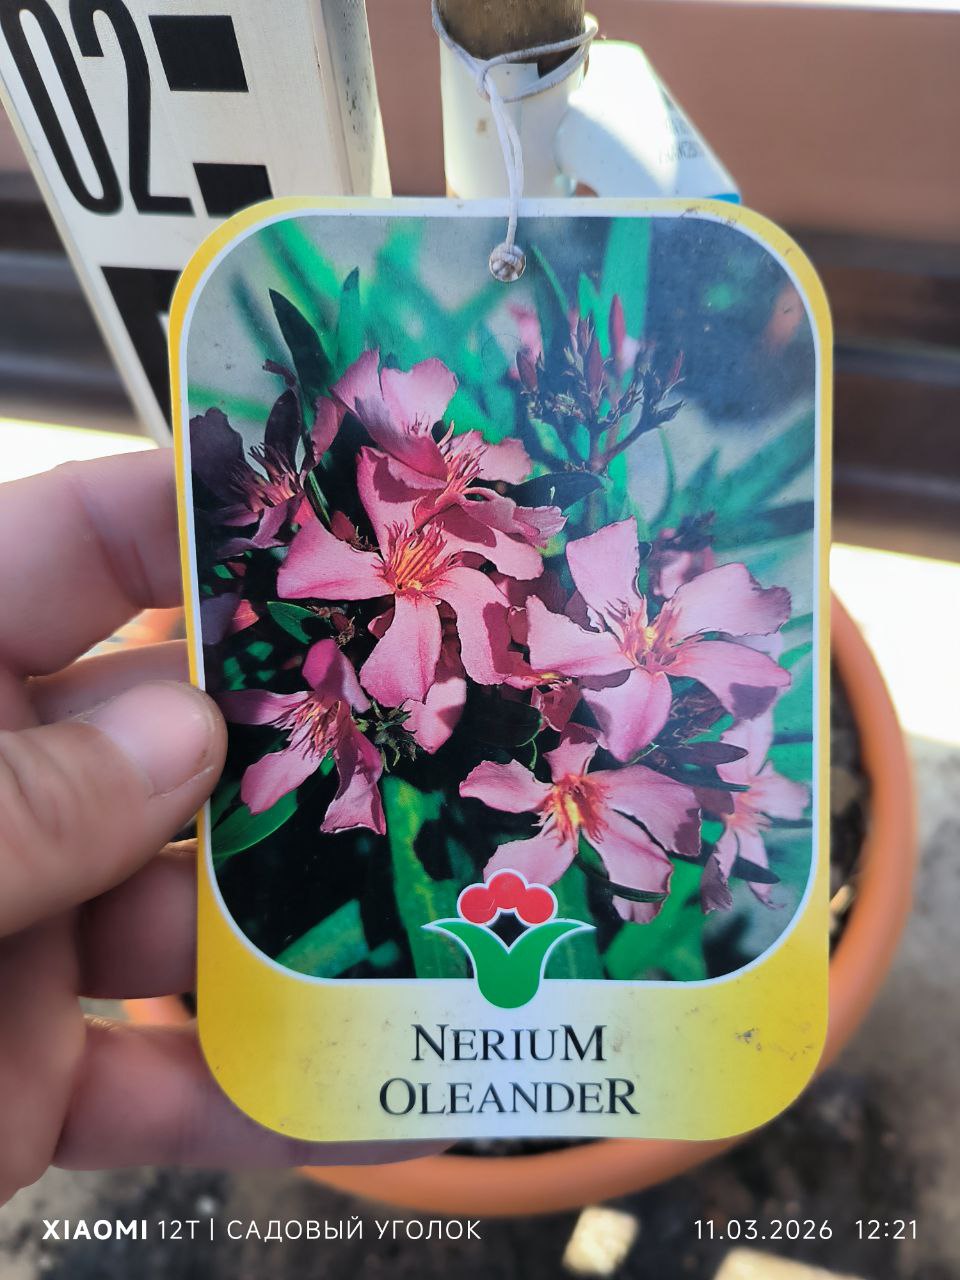 02
NERIUM
OLEANDER
XIAOMI 12T | САДОВЫЙ УГОЛОК
11.03.2026 12:21